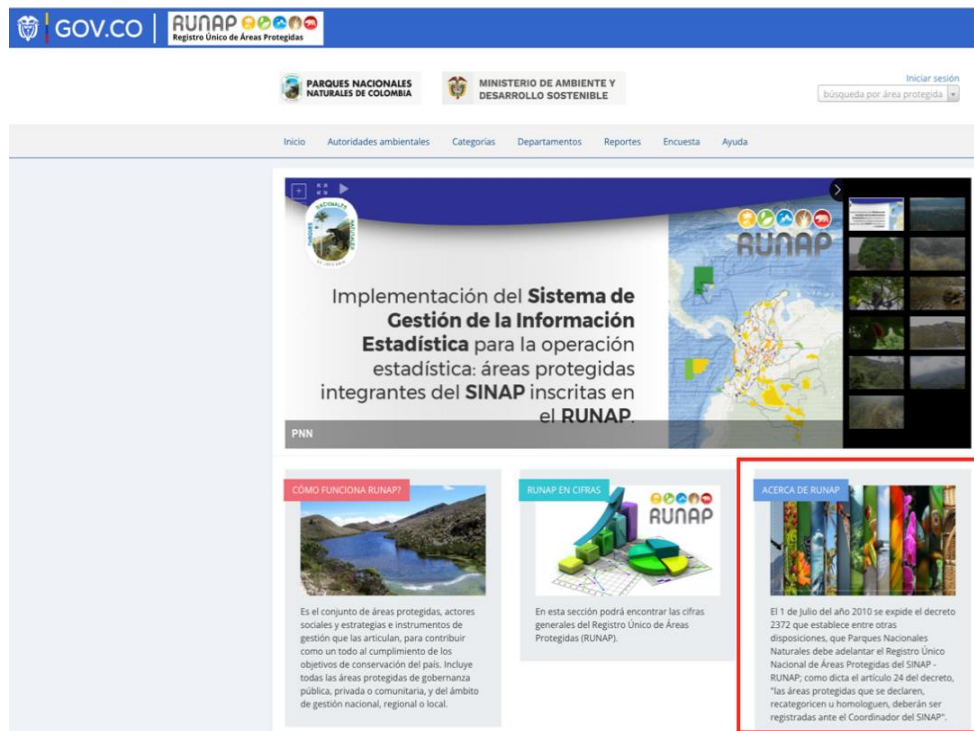 GOV.CO
RUNAP
Registro Único de Áreas Protegidas
PARQUES NACIONALES
NATURALES DE COLOMBIA
MINISTERIO DE AMBIENTE Y
DESARROLLO SOSTENIBLE
Iniciar sesión
búsqueda por área protegida
Inicio Autoridades ambientales Categorías Departamentos Reportes Encuesta Ayuda
RUNAP
Implementación del Sistema de
Gestión de la Información
Estadística para la operación
estadística: áreas protegidas
integrantes del SINAP inscritas en
el RUNAP.
PNN
CÓMO FUNCIONA RUNAP?
Es el conjunto de áreas protegidas, actores
sociales y estrategias e instrumentos de
gestión que las articulan, para contribuir
como un todo al cumplimiento de los
objetivos de conservación del país. Incluye
todas las áreas protegidas de gobernanza
pública, privada o comunitaria, y del ámbito
de gestión nacional, regional o local.
RUNAP EN CIFRAS
RUNAP
En esta sección podrá encontrar las cifras
generales del Registro Único de Áreas
Protegidas (RUNAP).
ACERCA DE RUNAP
El 1 de Julio del año 2010 se expide el decreto
2372 que establece entre otras
disposiciones, que Parques Nacionales
Naturales debe adelantar el Registro Único
Nacional de Áreas Protegidas del SINAP -
RUNAP; como dicta el artículo 24 del decreto,
"las áreas protegidas que se declaren,
recategoricen u homologuen, deberán ser
registradas ante el Coordinador del SINAP".